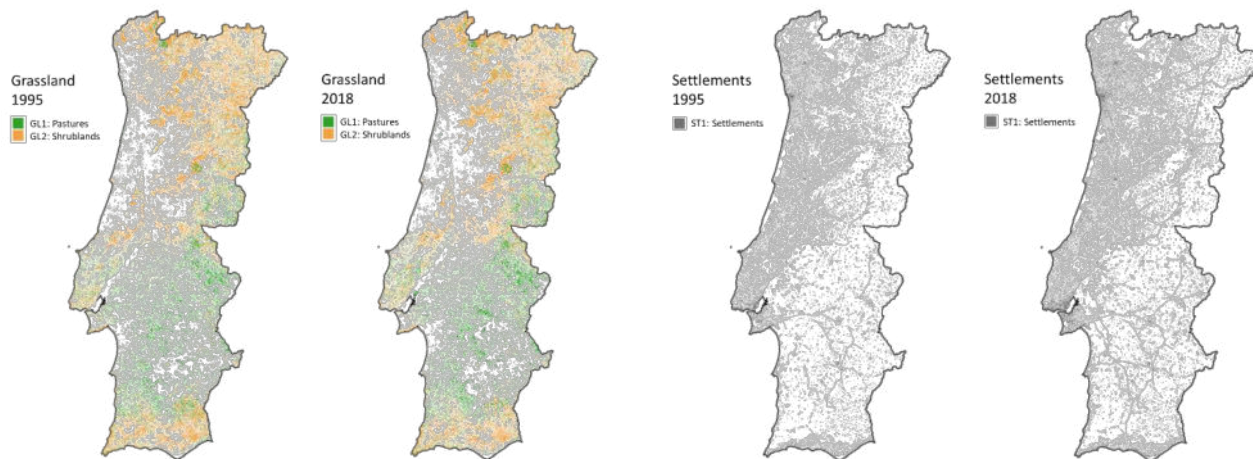 Grassland
1995
GL1: Pastures
GL2: Shrublands
Grassland
2018
GL1: Pastures
GL2: Shrublands
Settlements
1995
ST1: Settlements
Settlements
2018
ST1: Settlements